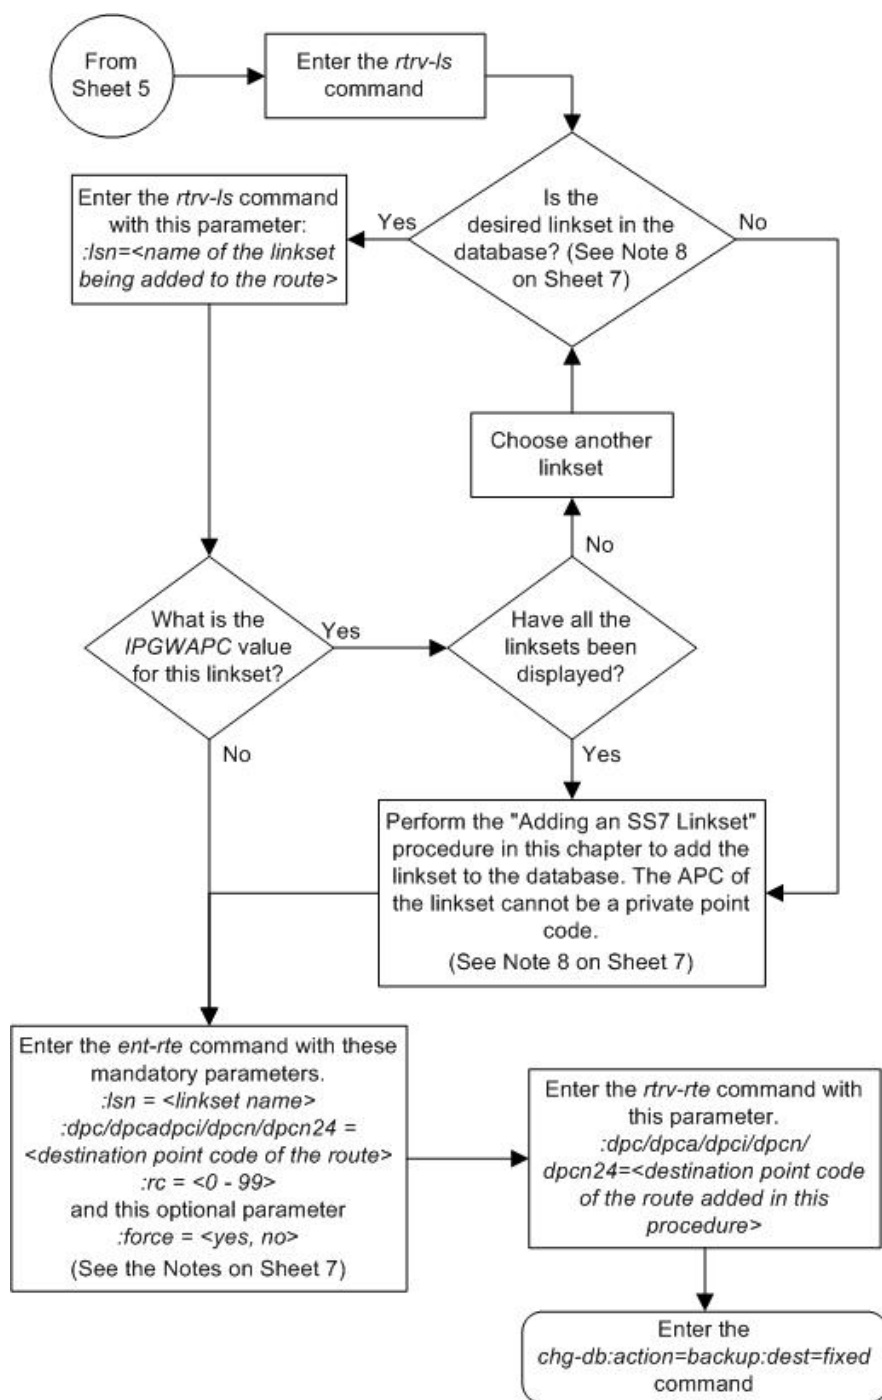 From
Sheet 5
Enter the rtrv-ls
command
Is the
desired linkset in the
database? (See Note 8
on Sheet 7)
Yes
No
Enter the rtrv-ls command
with this parameter:
:lsn=<name of the linkset
being added to the route>
Choose another
linkset
No
What is the
IPGWAPC value
for this linkset?
Yes
No
Have all the
linksets been
displayed?
Yes
Perform the "Adding an SS7 Linkset"
procedure in this chapter to add the
linkset to the database. The APC of
the linkset cannot be a private point
code.
(See Note 8 on Sheet 7)
Enter the ent-rte command with these
mandatory parameters.
:lsn = <linkset name>
:dpc/dpcadpci/dpcn/dpcn24 =
<destination point code of the route>
:rc = <0 - 99>
and this optional parameter
:force = <yes, no>
(See the Notes on Sheet 7)
Enter the rtrv-rte command with
this parameter.
:dpc/dpca/dpci/dpcn/
dpcn24=<destination point code
of the route added in this
procedure>
Enter the
chg-db:action=backup:dest=fixed
command